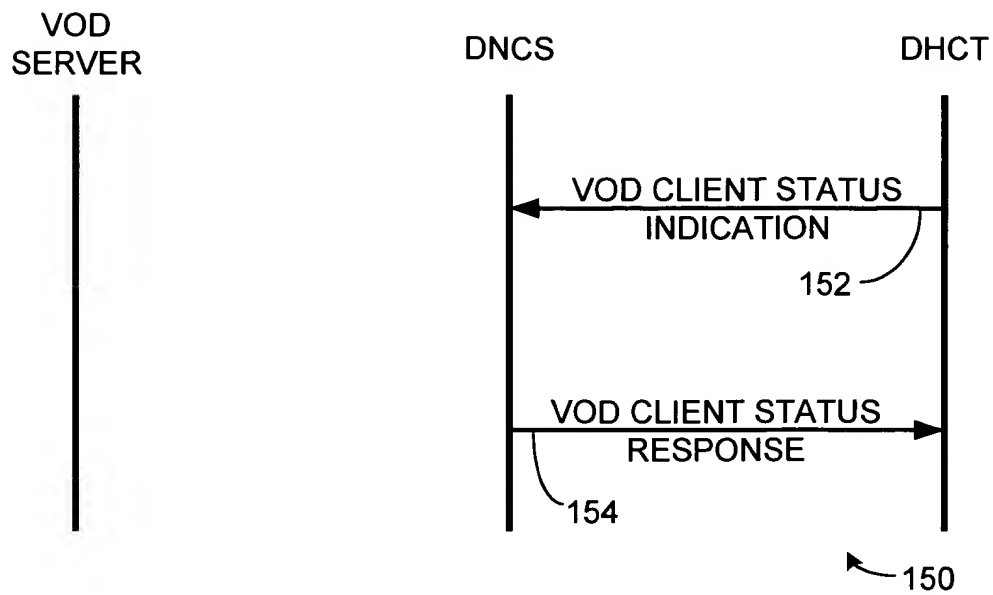 VOD
SERVER
DNCS
DHCT
VOD CLIENT STATUS
INDICATION
152
VOD CLIENT STATUS
RESPONSE
154
150